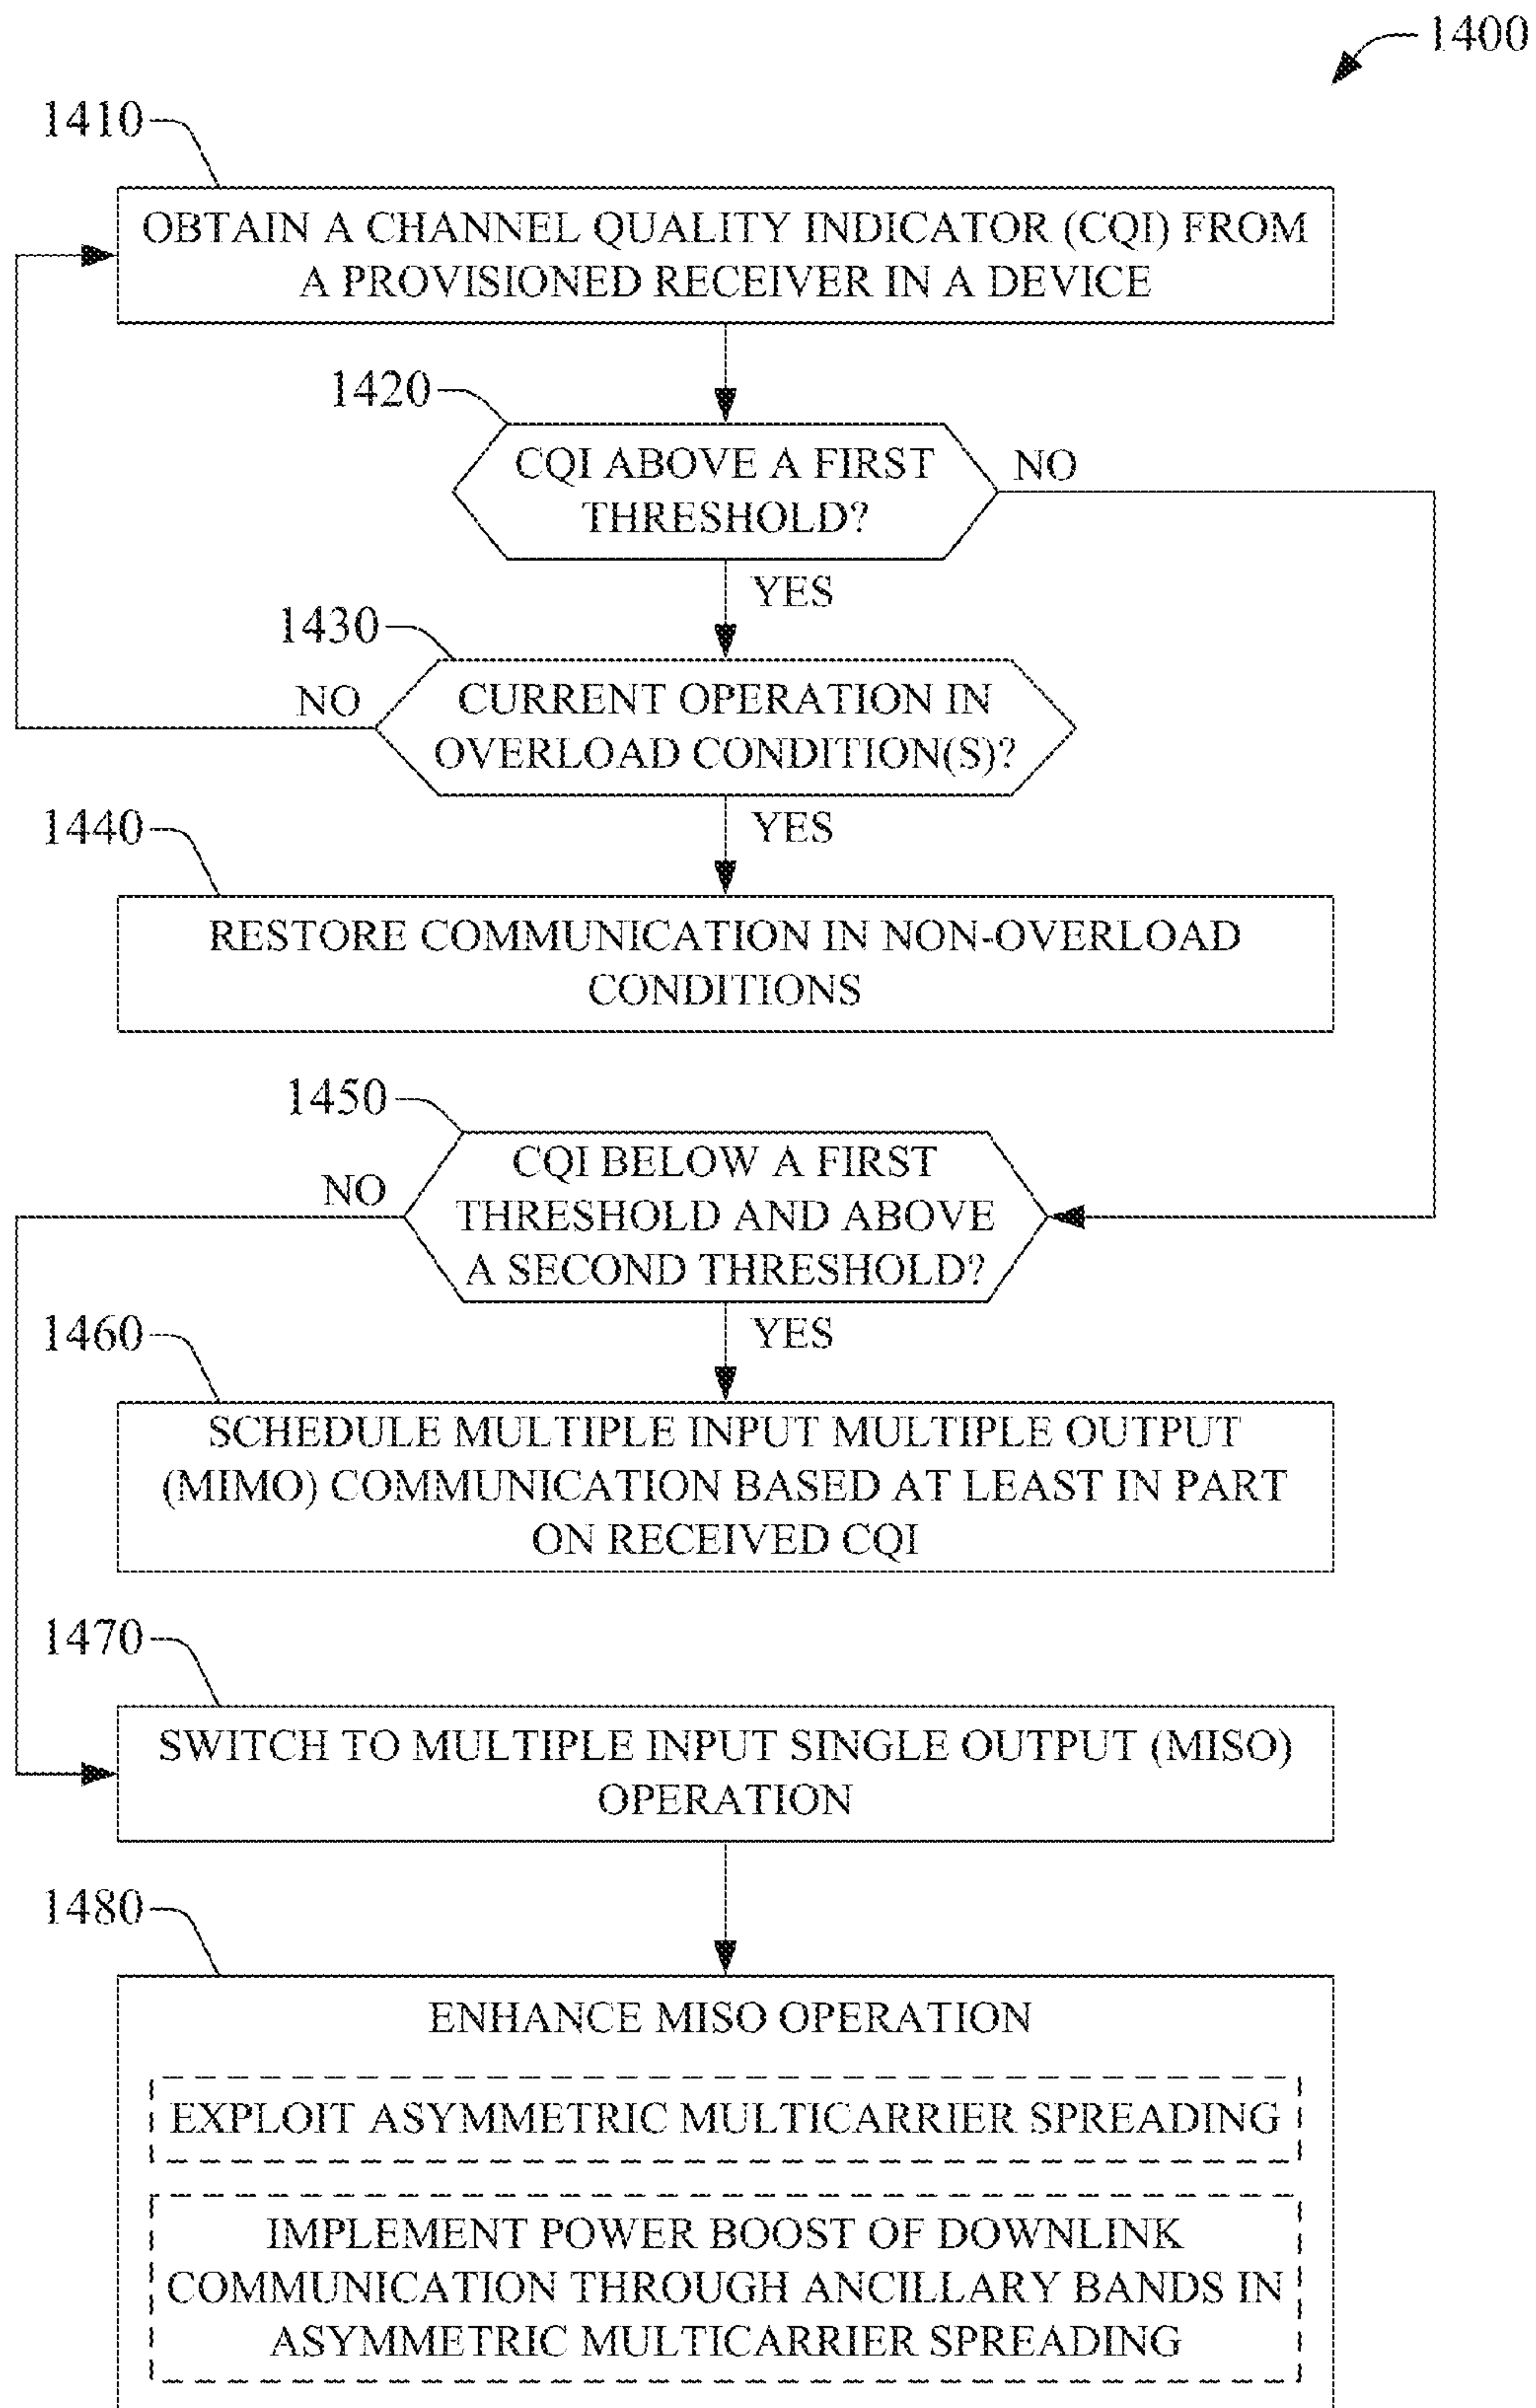 1400
1410
OBTAIN A CHANNEL QUALITY INDICATOR (CQI) FROM
A PROVISIONED RECEIVER IN A DEVICE
1420
CQI ABOVE A FIRST
THRESHOLD?
NO
YES
1430
CURRENT OPERATION IN
OVERLOAD CONDITION(S)?
NO
YES
1440
RESTORE COMMUNICATION IN NON-OVERLOAD
CONDITIONS
1450
CQI BELOW A FIRST
THRESHOLD AND ABOVE
A SECOND THRESHOLD?
NO
YES
1460
SCHEDULE MULTIPLE INPUT MULTIPLE OUTPUT
(MIMO) COMMUNICATION BASED AT LEAST IN PART
ON RECEIVED CQI
1470
SWITCH TO MULTIPLE INPUT SINGLE OUTPUT (MISO)
OPERATION
1480
ENHANCE MISO OPERATION
EXPLOIT ASYMMETRIC MULTICARRIER SPREADING
IMPLEMENT POWER BOOST OF DOWNLINK
COMMUNICATION THROUGH ANCILLARY BANDS IN
ASYMMETRIC MULTICARRIER SPREADING